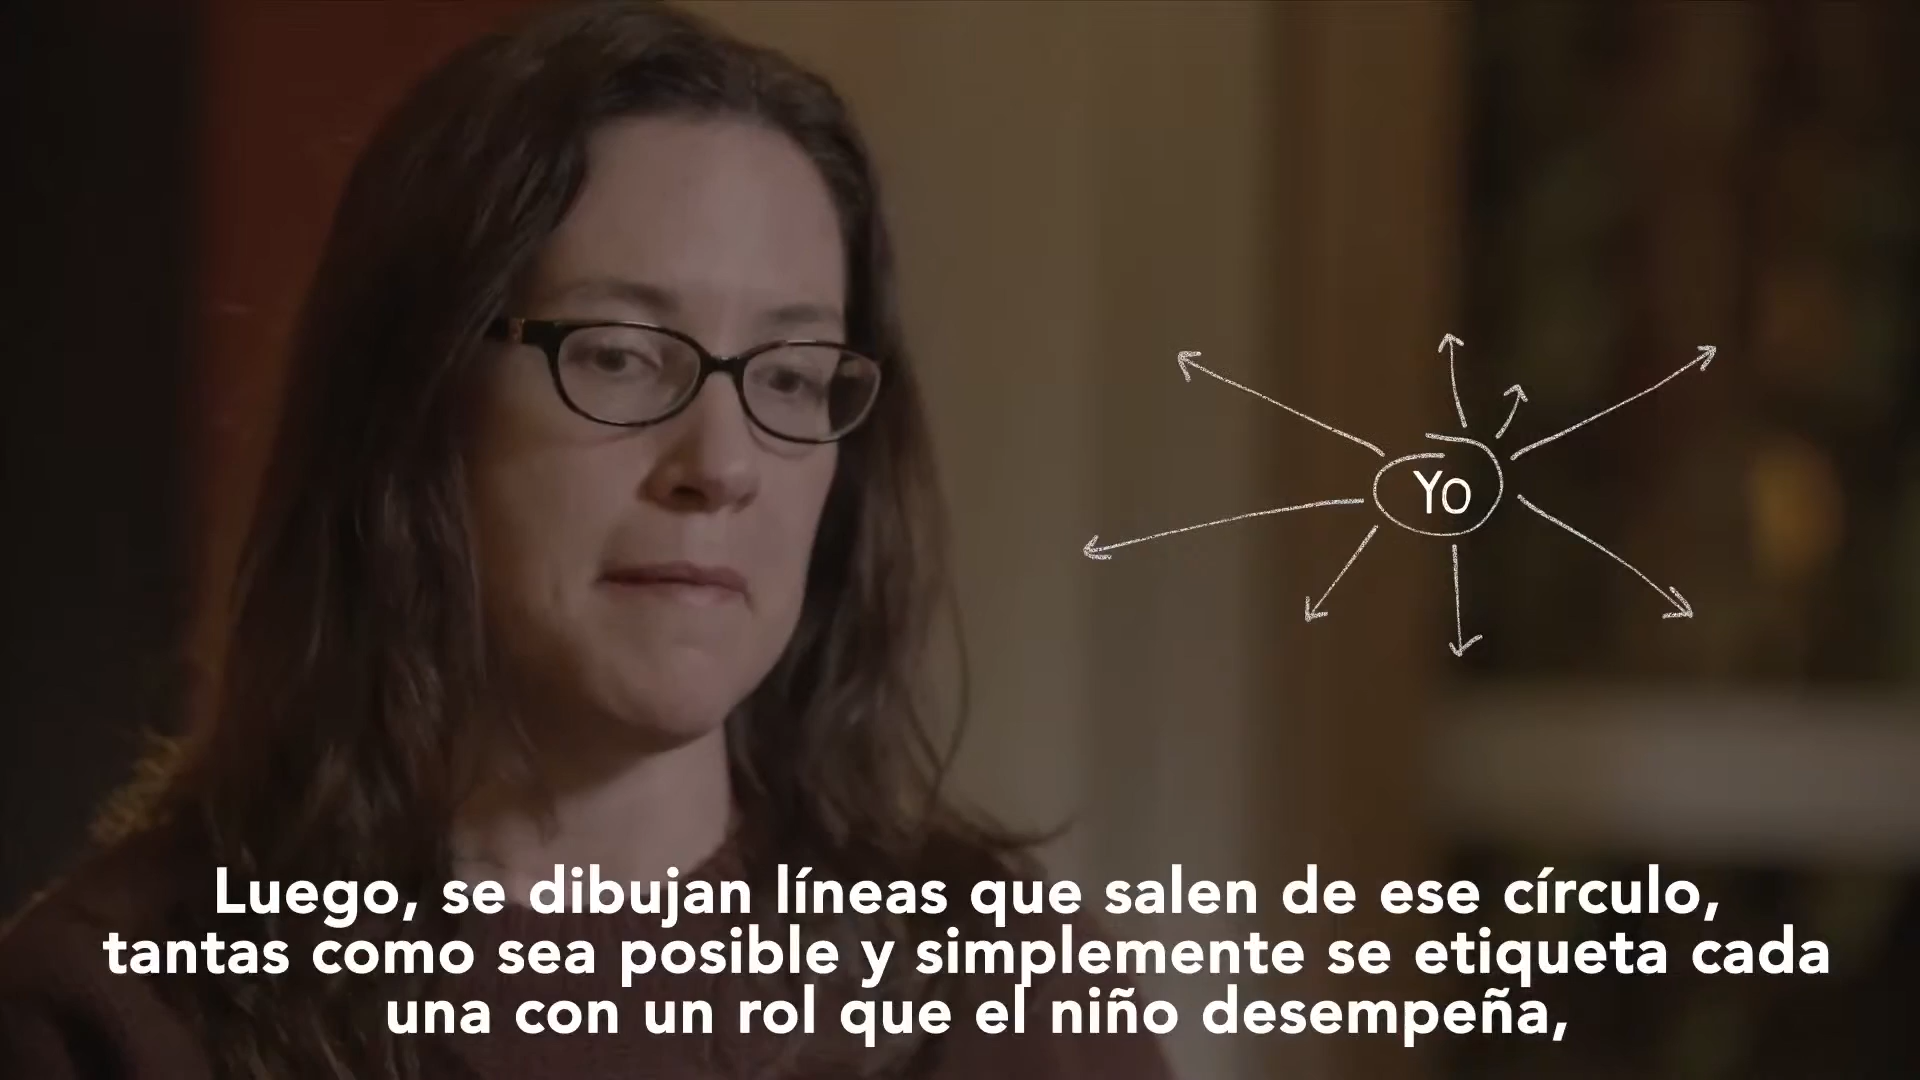 Yo
Luego, se dibujan líneas que salen de ese círculo,
tantas como sea posible y simplemente se etiqueta cada
una con un rol que el niño desempeña,